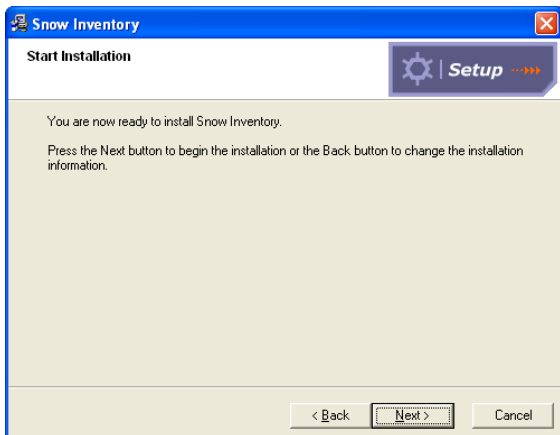 Snow Inventory
Start Installation
Setup
You are now ready to install Snow Inventory.
Press the Next button to begin the installation or the Back button to change the installation
information.
< Back
Next >
Cancel